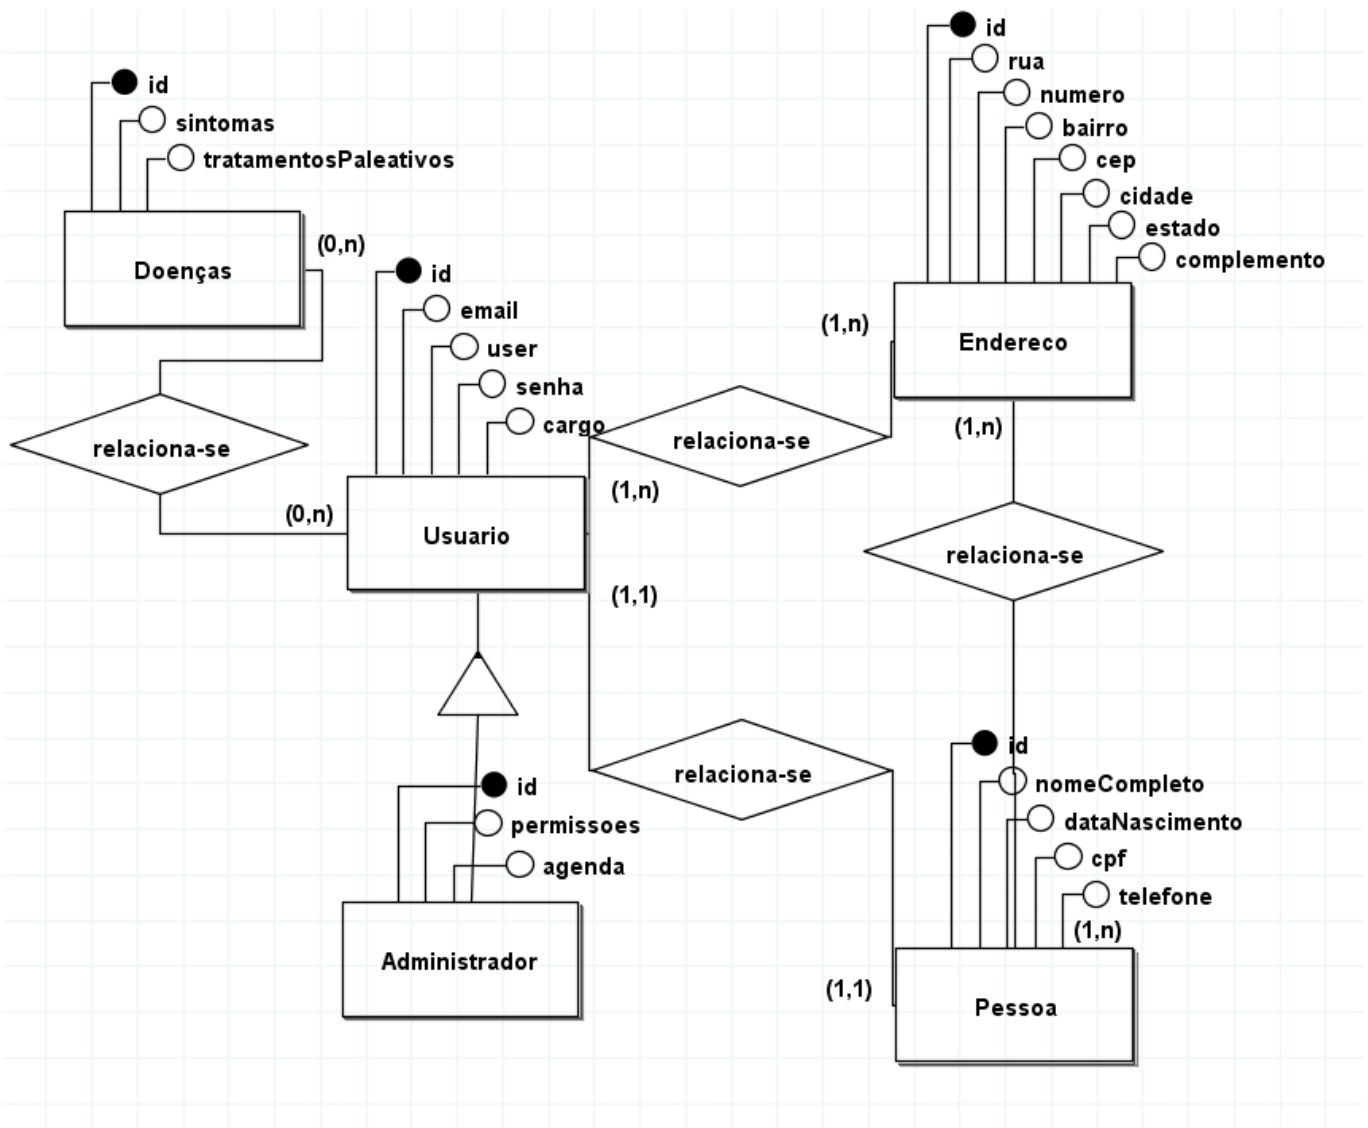 id
sintomas
tratamentosPaleativos
Doenças
(0,n)
relaciona-se
(0,n)
id
email
user
senha
cargo
Usuario
(1,n)
(1,1)
relaciona-se
(1,n)
id
rua
numero
bairro
cep
cidade
estado
complemento
Endereco
(1,n)
relaciona-se
relaciona-se
id
permissoes
agenda
Administrador
id
nomeCompleto
dataNascimento
cpf
telefone
(1,n)
(1,1)
Pessoa